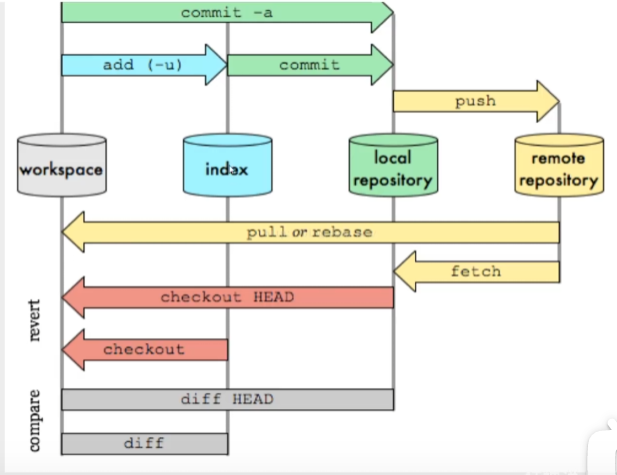 commit -a
add (-u)
commit
push
workspace
index
local
repository
remote
repository
pull or rebase
fetch
revert
checkout HEAD
checkout
compare
diff HEAD
diff